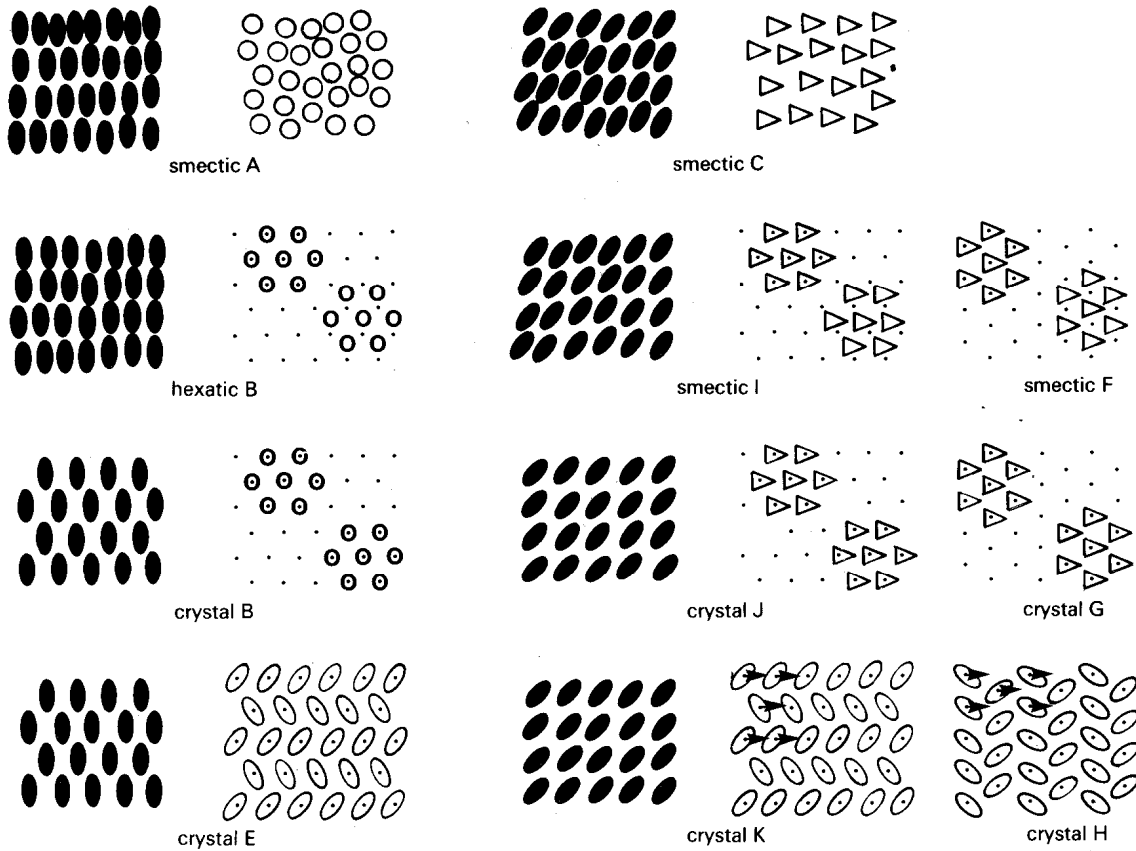 smectic A
smectic C
hexatic B
smectic I
smectic F
crystal B
crystal J
crystal G
crystal E
crystal K
crystal H